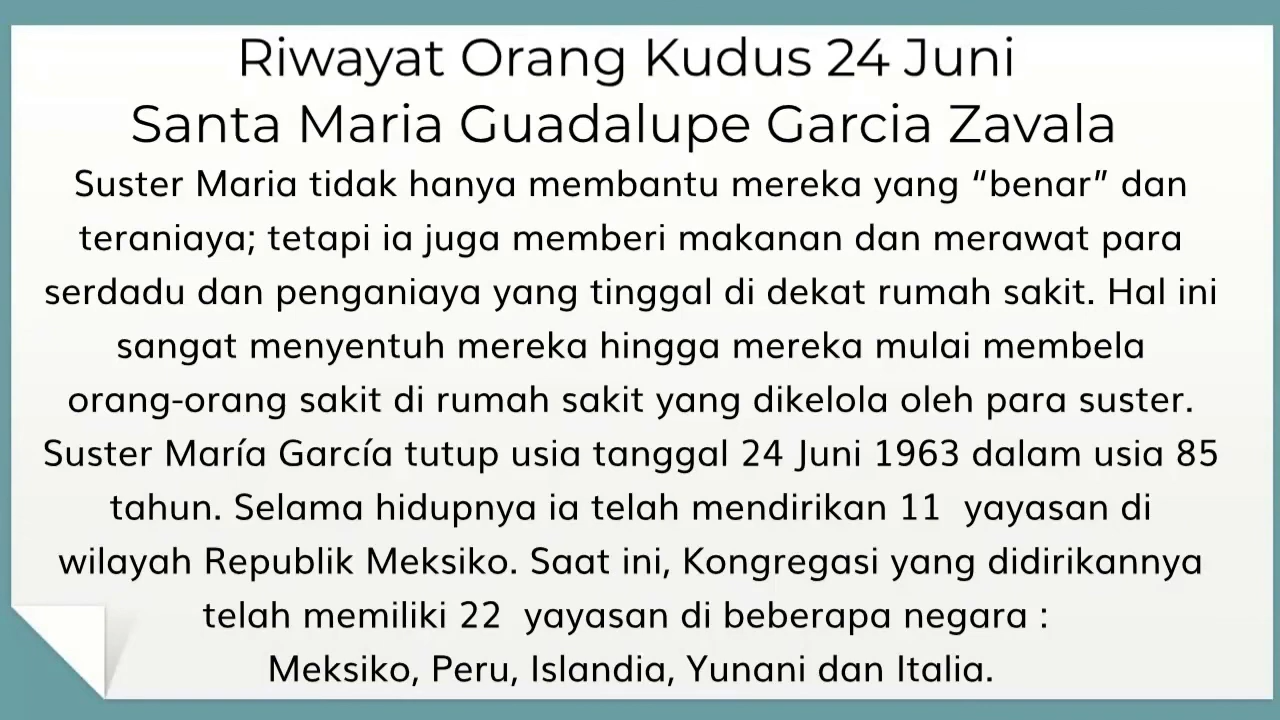 Riwayat Orang Kudus 24 Juni
Santa Maria Guadalupe Garcia Zavala
Suster Maria tidak hanya membantu mereka yang “benar” dan
teraniaya; tetapi ia juga memberi makanan dan merawat para
serdadu dan penganiaya yang tinggal di dekat rumah sakit. Hal ini
sangat menyentuh mereka hingga mereka mulai membela
orang-orang sakit di rumah sakit yang dikelola oleh para suster.
Suster María García tutup usia tanggal 24 Juni 1963 dalam usia 85
tahun. Selama hidupnya ia telah mendirikan 11  yayasan di
wilayah Republik Meksiko. Saat ini, Kongregasi yang didirikannya
telah memiliki 22  yayasan di beberapa negara :
Meksiko, Peru, Islandia, Yunani dan Italia.